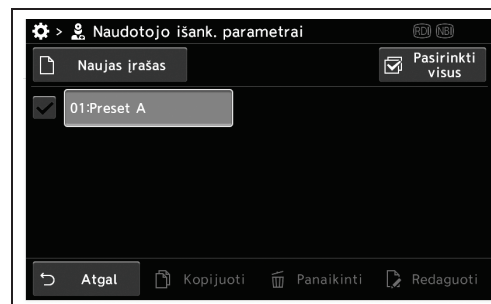 > Naudotojo išank. parametrai RDI NBI
Naujas įrašas
Pasirinkti
visus
01:Preset A
Atgal Kopijuoti Panaikinti Redaguoti